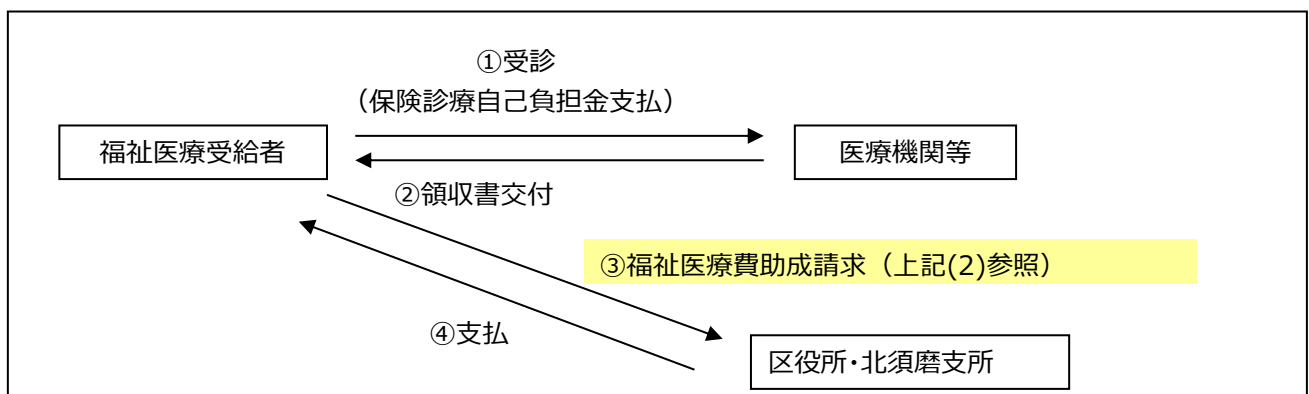 ①受診
（保険診療自己負担金支払）
福祉医療受給者
医療機関等
②領収書交付
③福祉医療費助成請求（上記(2)参照）
④支払
区役所･北須磨支所